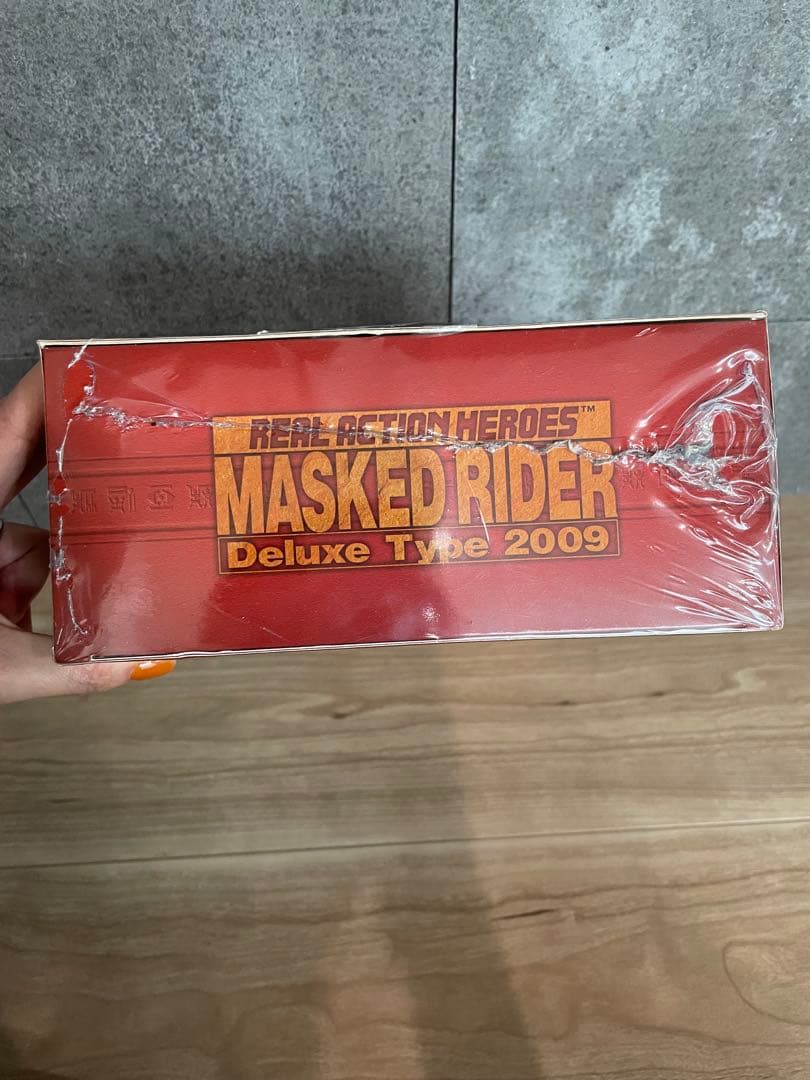 REAL ACTION HEROES™
MASKED RIDER
Deluxe Type 2009